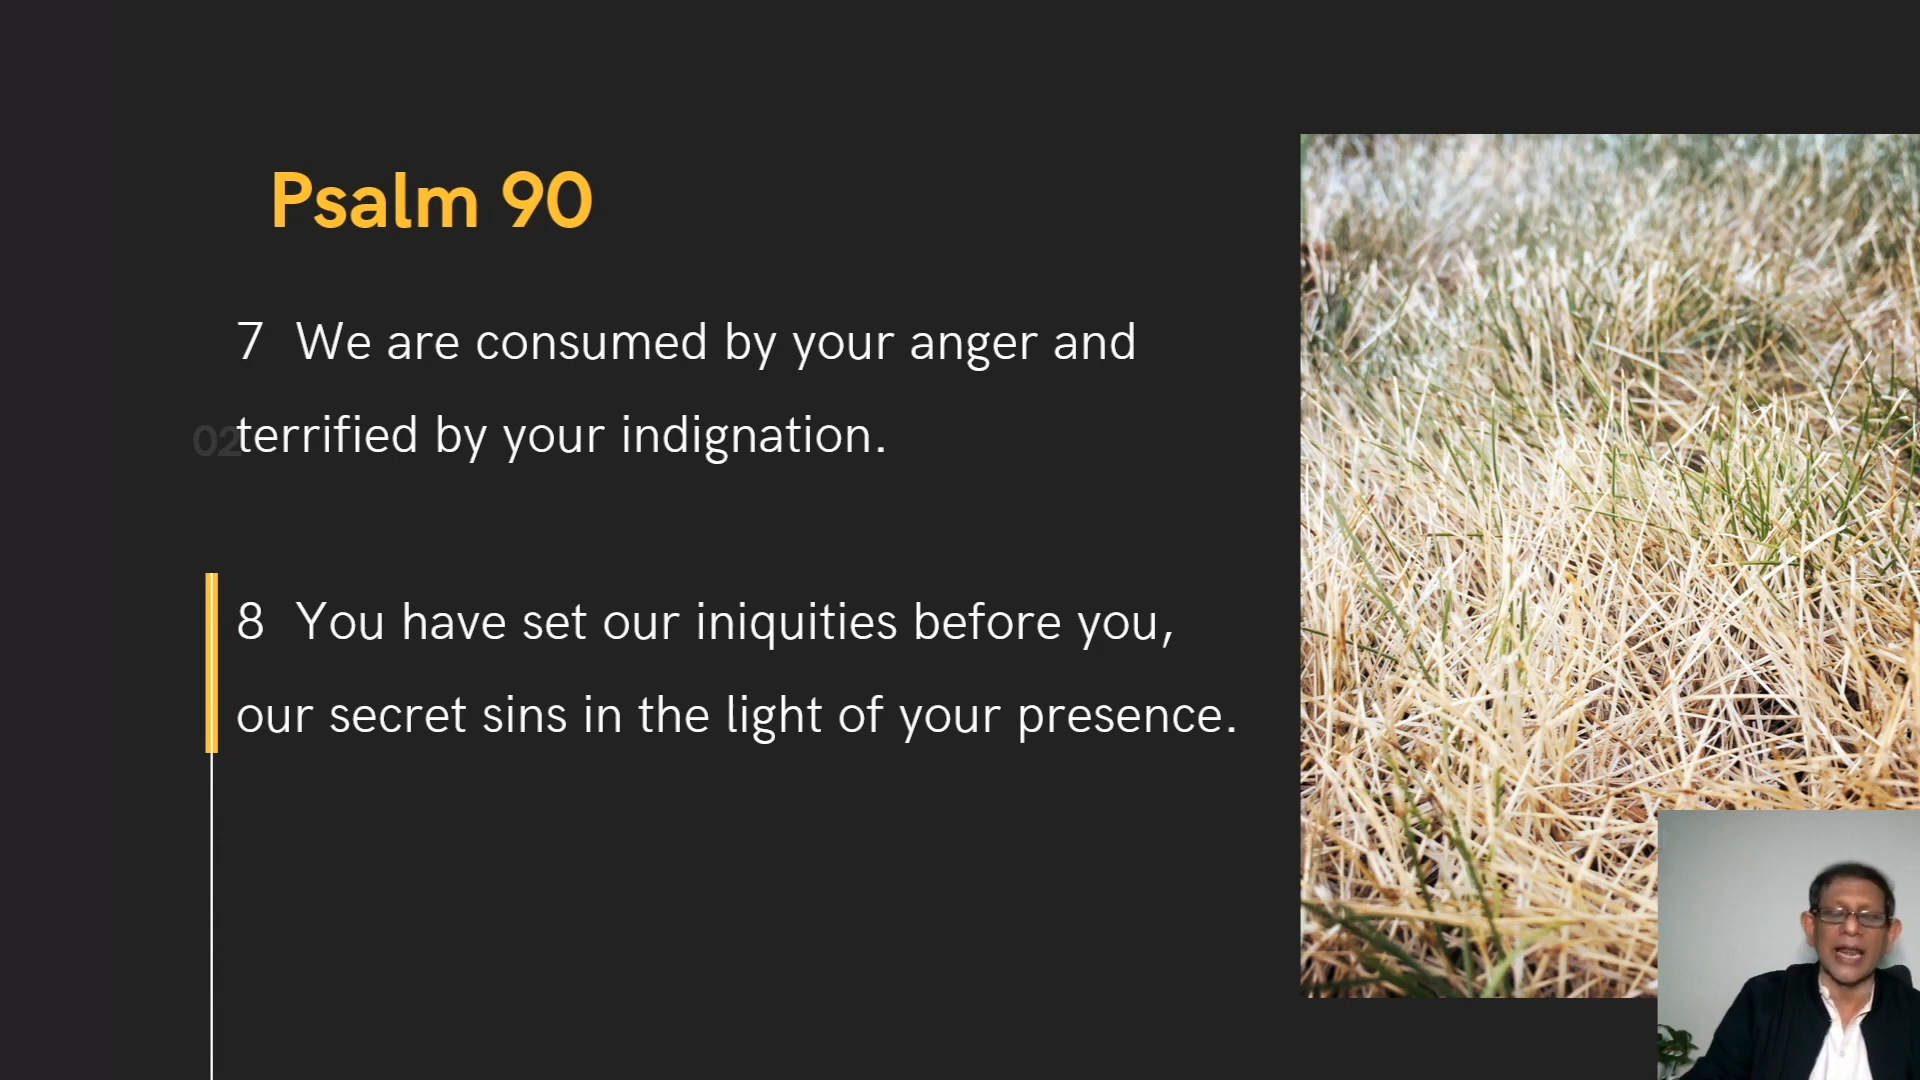 Psalm 90
7 We are consumed by your anger and
02
terrified by your indignation.
8 You have set our iniquities before you,
our secret sins in the light of your presence.